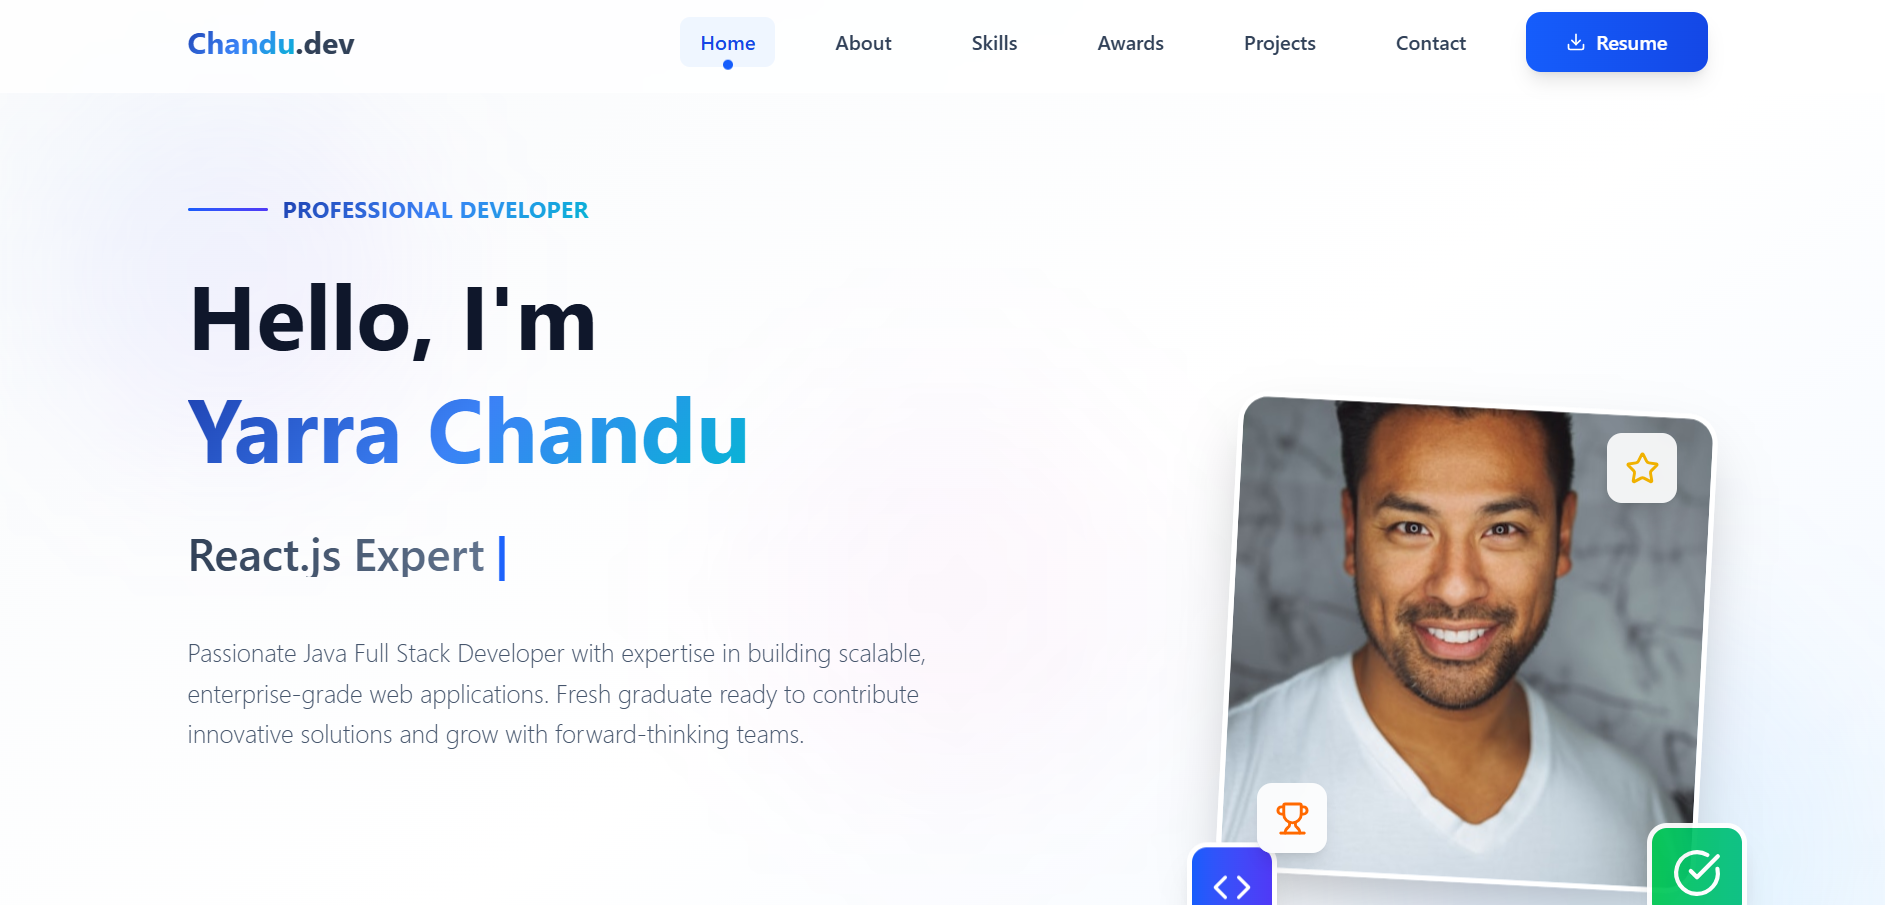 Chandu.dev
Home
About
Skills
Awards
Projects
Contact
Resume
PROFESSIONAL DEVELOPER
Hello, I'm
Yarra Chandu
React.js Expert
Passionate Java Full Stack Developer with expertise in building scalable,
enterprise-grade web applications. Fresh graduate ready to contribute
innovative solutions and grow with forward-thinking teams.